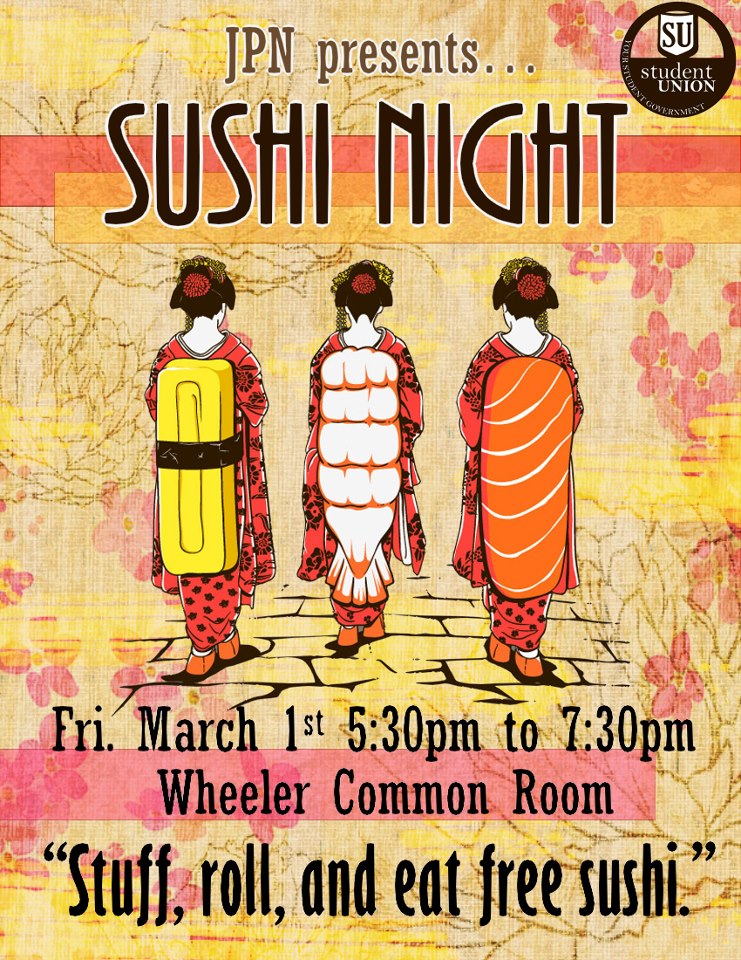 JPN presents...
SU
student
UNION
YOUR STUDENT GOVERNMENT
SUSHI NIGHT
Fri. March 1st 5:30pm to 7:30pm
Wheeler Common Room
“Stuff, roll, and eat free sushi.”